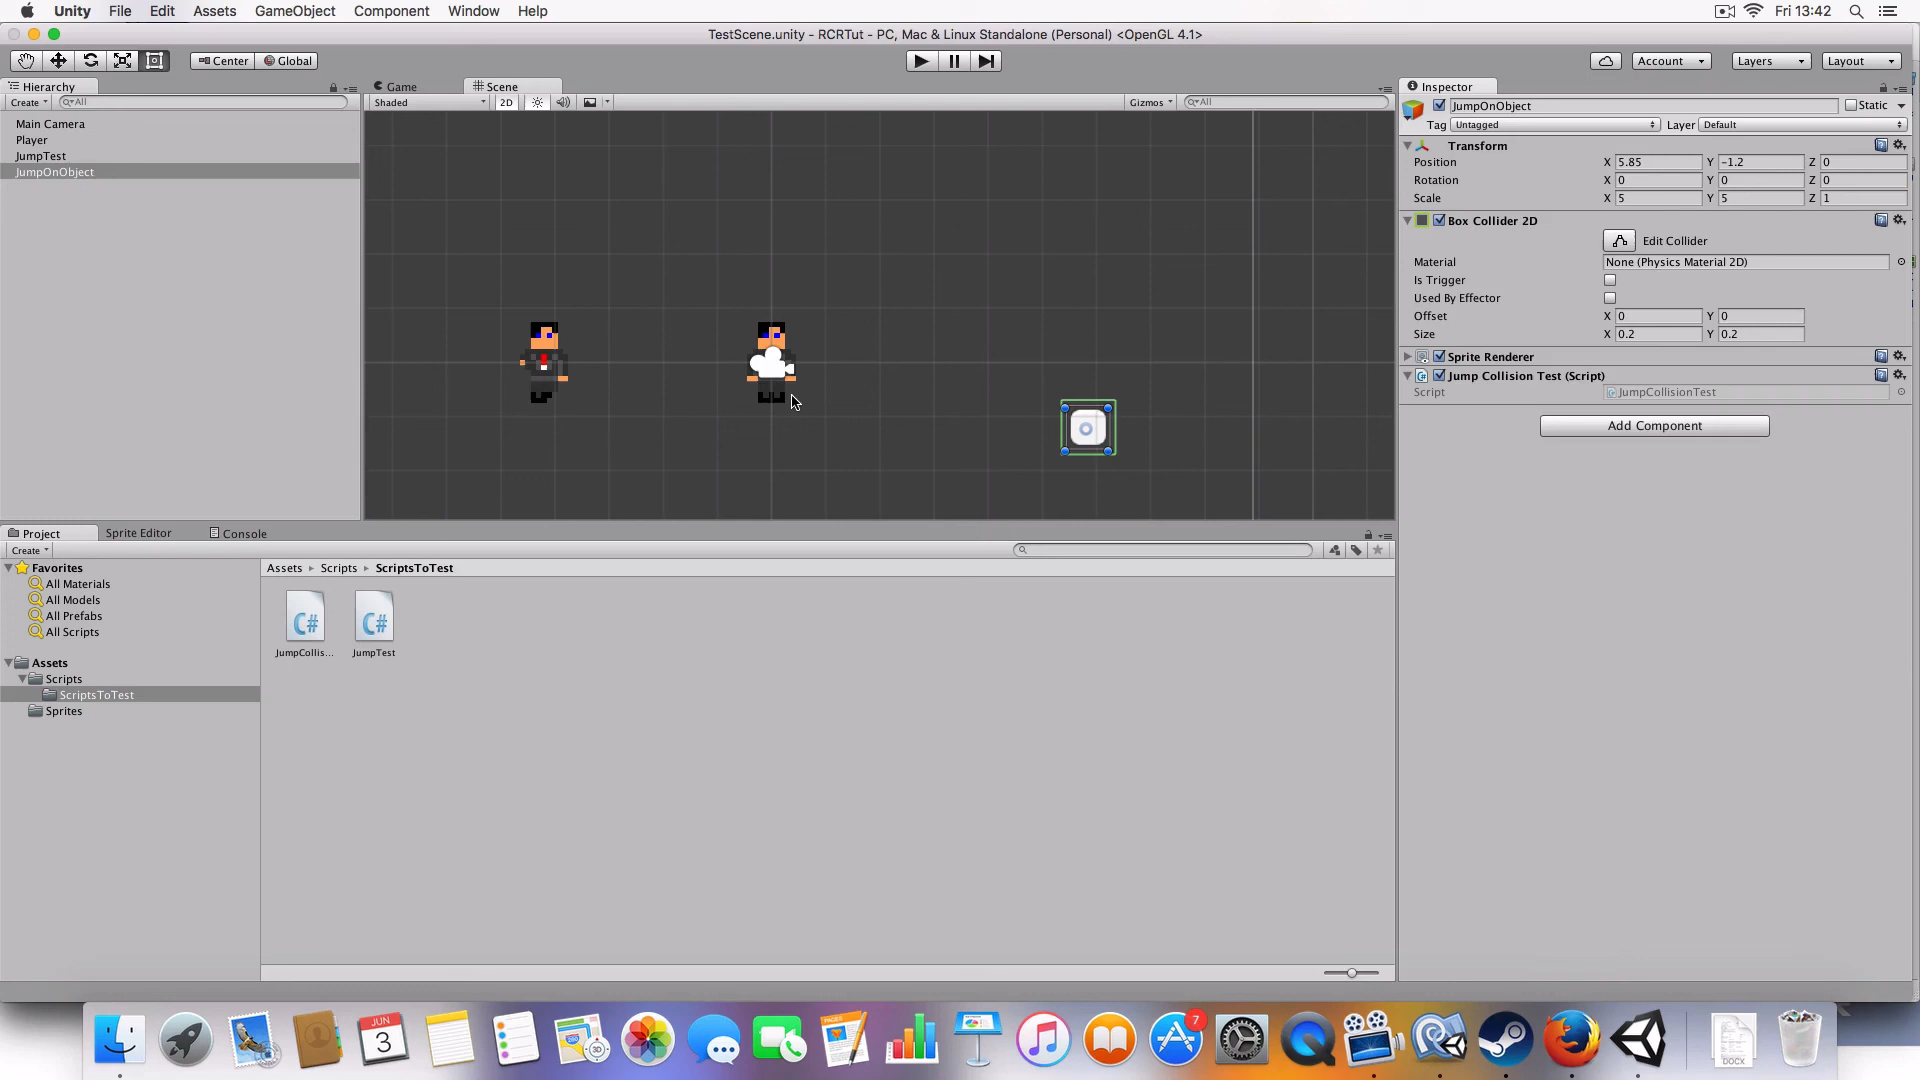 Unity File Edit Assets GameObject Component Window Help Fri 13:42
TestScene.unity - RCRTut - PC, Mac & Linux Standalone (Personal) <OpenGL 4.1>
Center Global Account Layers Layout
Hierarchy Game Scene Inspector
Create All Shaded 2D Gizmos All JumpOnObject Static
Tag Untagged Layer Default
Main Camera
Player
JumpTest
JumpOnObject
Transform
Position X 5.85 Y -1.2 Z 0
Rotation X 0 Y 0 Z 0
Scale X 5 Y 5 Z 1
Box Collider 2D
Edit Collider
Material None (Physics Material 2D)
Is Trigger
Used By Effector
Offset X 0 Y 0
Size X 0.2 Y 0.2
Sprite Renderer
Jump Collision Test (Script)
Script JumpCollisionTest
Add Component
Project Sprite Editor Console
Create
Favorites
All Materials
All Models
All Prefabs
All Scripts
Assets
Scripts
ScriptsToTest
Sprites
Assets Scripts ScriptsToTest
C# C#
JumpCollis... JumpTest
JUN
3
3D
7
DOCX